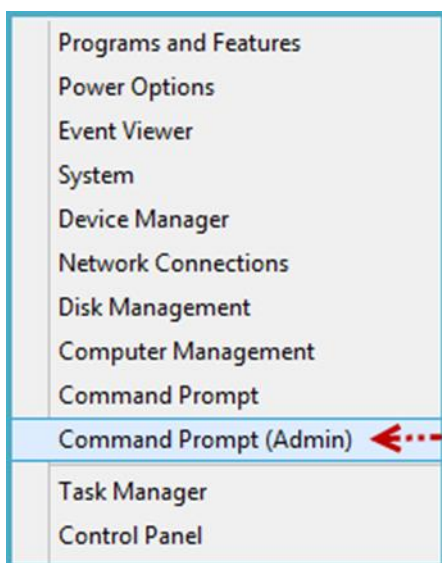 Programs and Features
Power Options
Event Viewer
System
Device Manager
Network Connections
Disk Management
Computer Management
Command Prompt
Command Prompt (Admin)
Task Manager
Control Panel